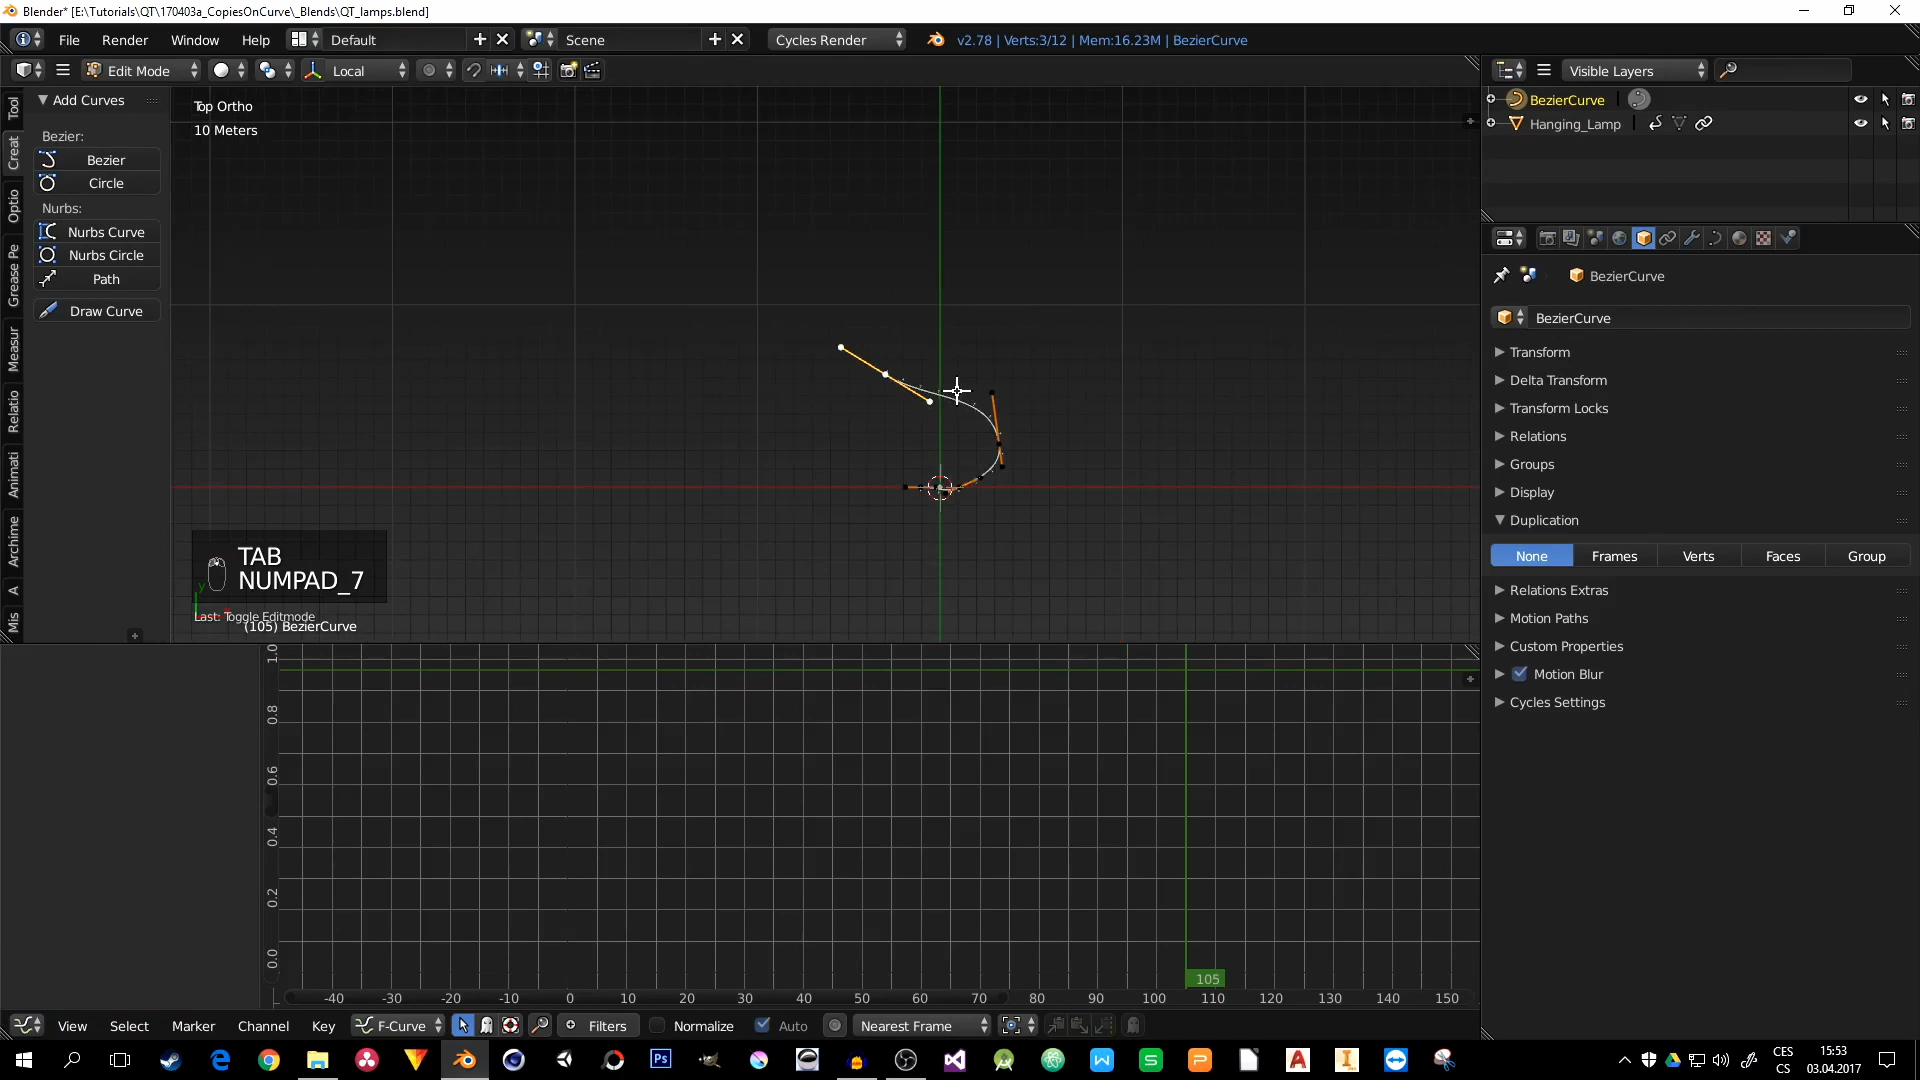 Blender* [E:\Tutorials\QT\170403a_CopiesOnCurve\_Blends\QT_lamps.blend]
File Render Window Help Default Scene Cycles Render v2.78 | Verts:3/12 | Mem:16.23M | BezierCurve
Edit Mode Local
Visible Layers
Add Curves
Bezier:
Bezier
Circle
Nurbs:
Nurbs Curve
Nurbs Circle
Path
Draw Curve
Tool
Creat
Optio
Grease Pe
Measur
Relatio
Animati
Archime
A
Mis
Top Ortho
10 Meters
TAB
NUMPAD_7
y
Last: Toggle Editmode
(105) BezierCurve
BezierCurve
Hanging_Lamp
BezierCurve
BezierCurve
Transform
Delta Transform
Transform Locks
Relations
Groups
Display
Duplication
None Frames Verts Faces Group
Relations Extras
Motion Paths
Custom Properties
Motion Blur
Cycles Settings
1.0
0.8
0.6
0.4
0.2
0.0
105
-40 -30 -20 -10 0 10 20 30 40 50 60 70 80 90 100 110 120 130 140 150
View Select Marker Channel Key F-Curve Filters Normalize Auto Nearest Frame
CES
CS
15:53
03.04.2017